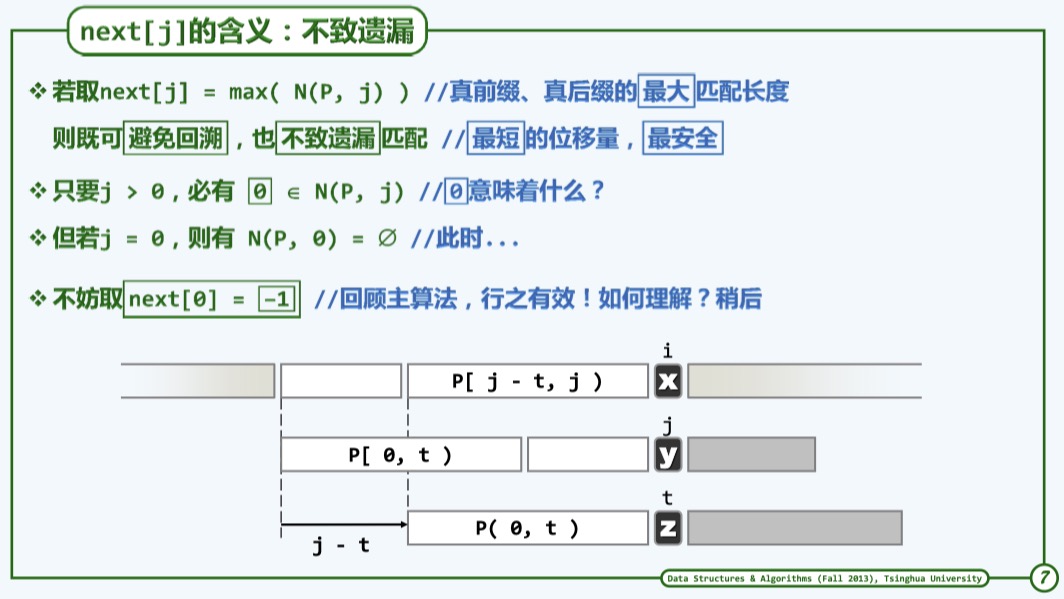 next[j]的含义：不致遗漏
❖ 若取next[j] = max( N(P, j) ) //真前缀、真后缀的最大匹配长度
则既可避免回溯，也不致遗漏匹配 //最短的位移量，最安全
❖ 只要j > 0，必有 0 ∈ N(P, j) //0意味着什么？
❖ 但若j = 0，则有 N(P, 0) = ∅ //此时...
❖ 不妨取next[0] = -1 //回顾主算法，行之有效！如何理解？稍后
i
P[ j - t, j ) x
j
P[ 0, t ) y
t
P( 0, t ) z
j - t
Data Structures & Algorithms (Fall 2013), Tsinghua University 7